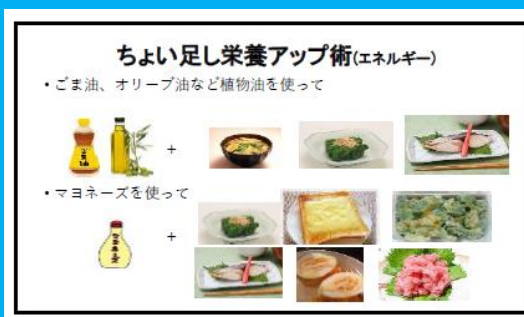 ちょい足し栄養アップ術(エネルギー)
・ごま油、オリーブ油など植物油を使って
+
・マヨネーズを使って
+